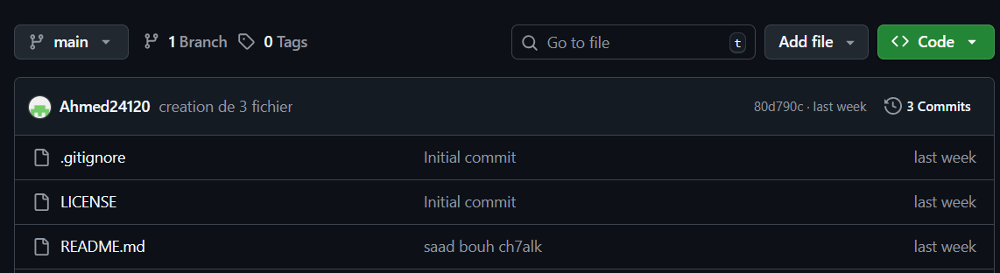 main 1 Branch 0 Tags Go to file t Add file Code
Ahmed24120 creation de 3 fichier 80d790c · last week 3 Commits
.gitignore Initial commit last week
LICENSE Initial commit last week
README.md saad bouh ch7alk last week